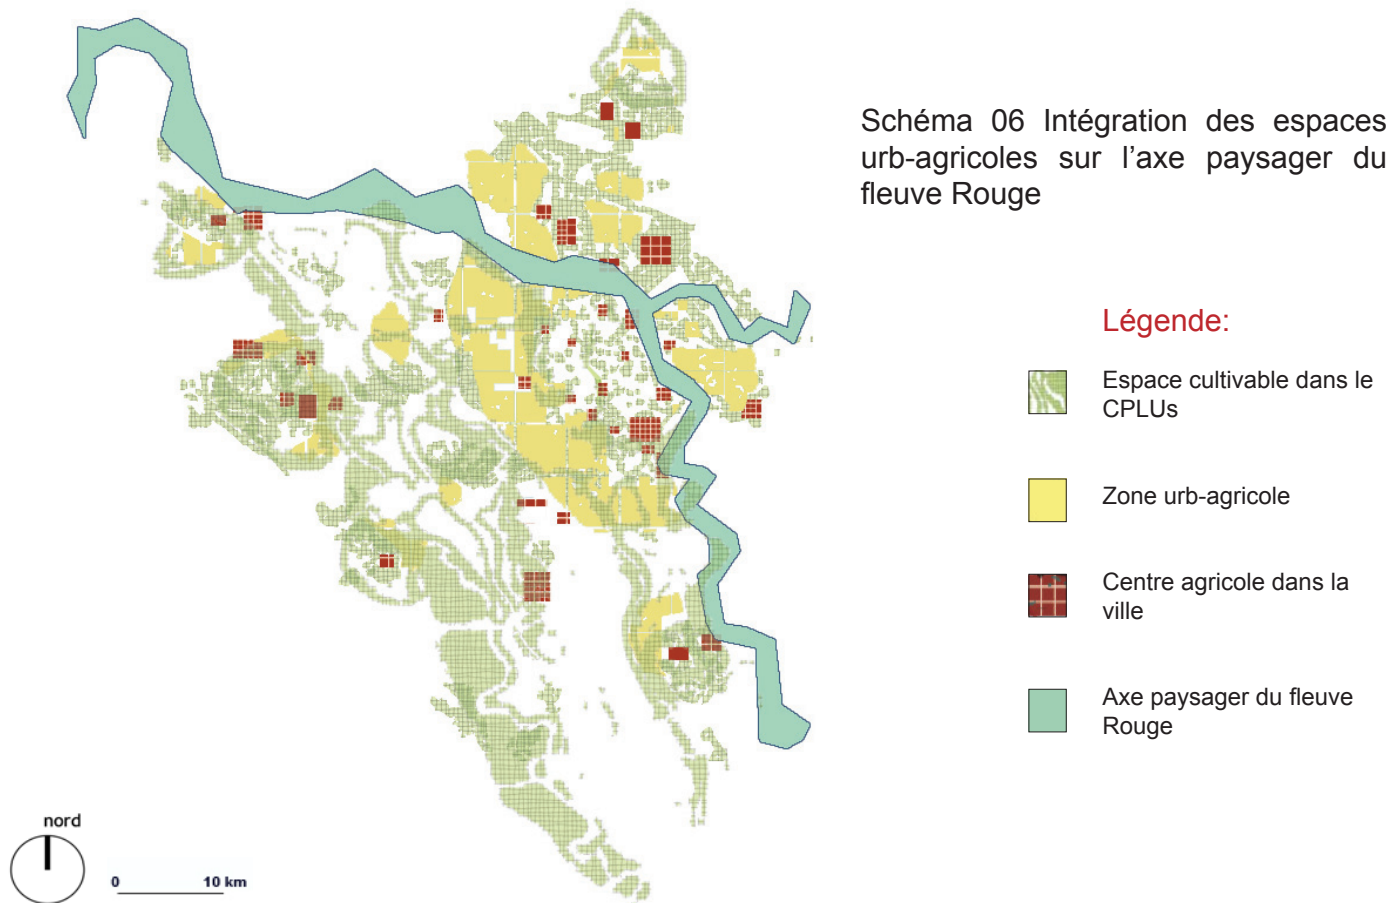 Schéma 06 Intégration des espaces
urb-agricoles sur l’axe paysager du
fleuve Rouge
Légende:
Espace cultivable dans le
CPLUs
Zone urb-agricole
Centre agricole dans la
ville
Axe paysager du fleuve
Rouge
nord
0 10 km